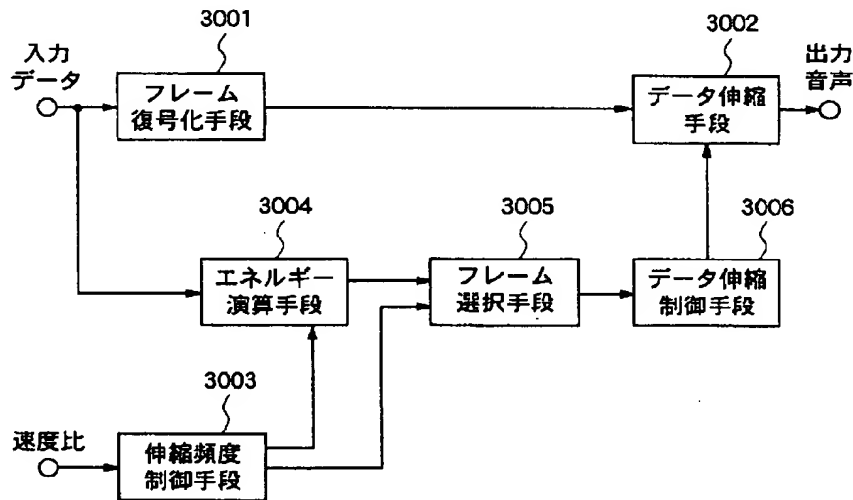 3001
3002
入力
データ
フレーム
復号化手段
データ伸縮
手段
出力
音声
3004
3005
3006
エネルギー
演算手段
フレーム
選択手段
データ伸縮
制御手段
3003
速度比
伸縮頻度
制御手段